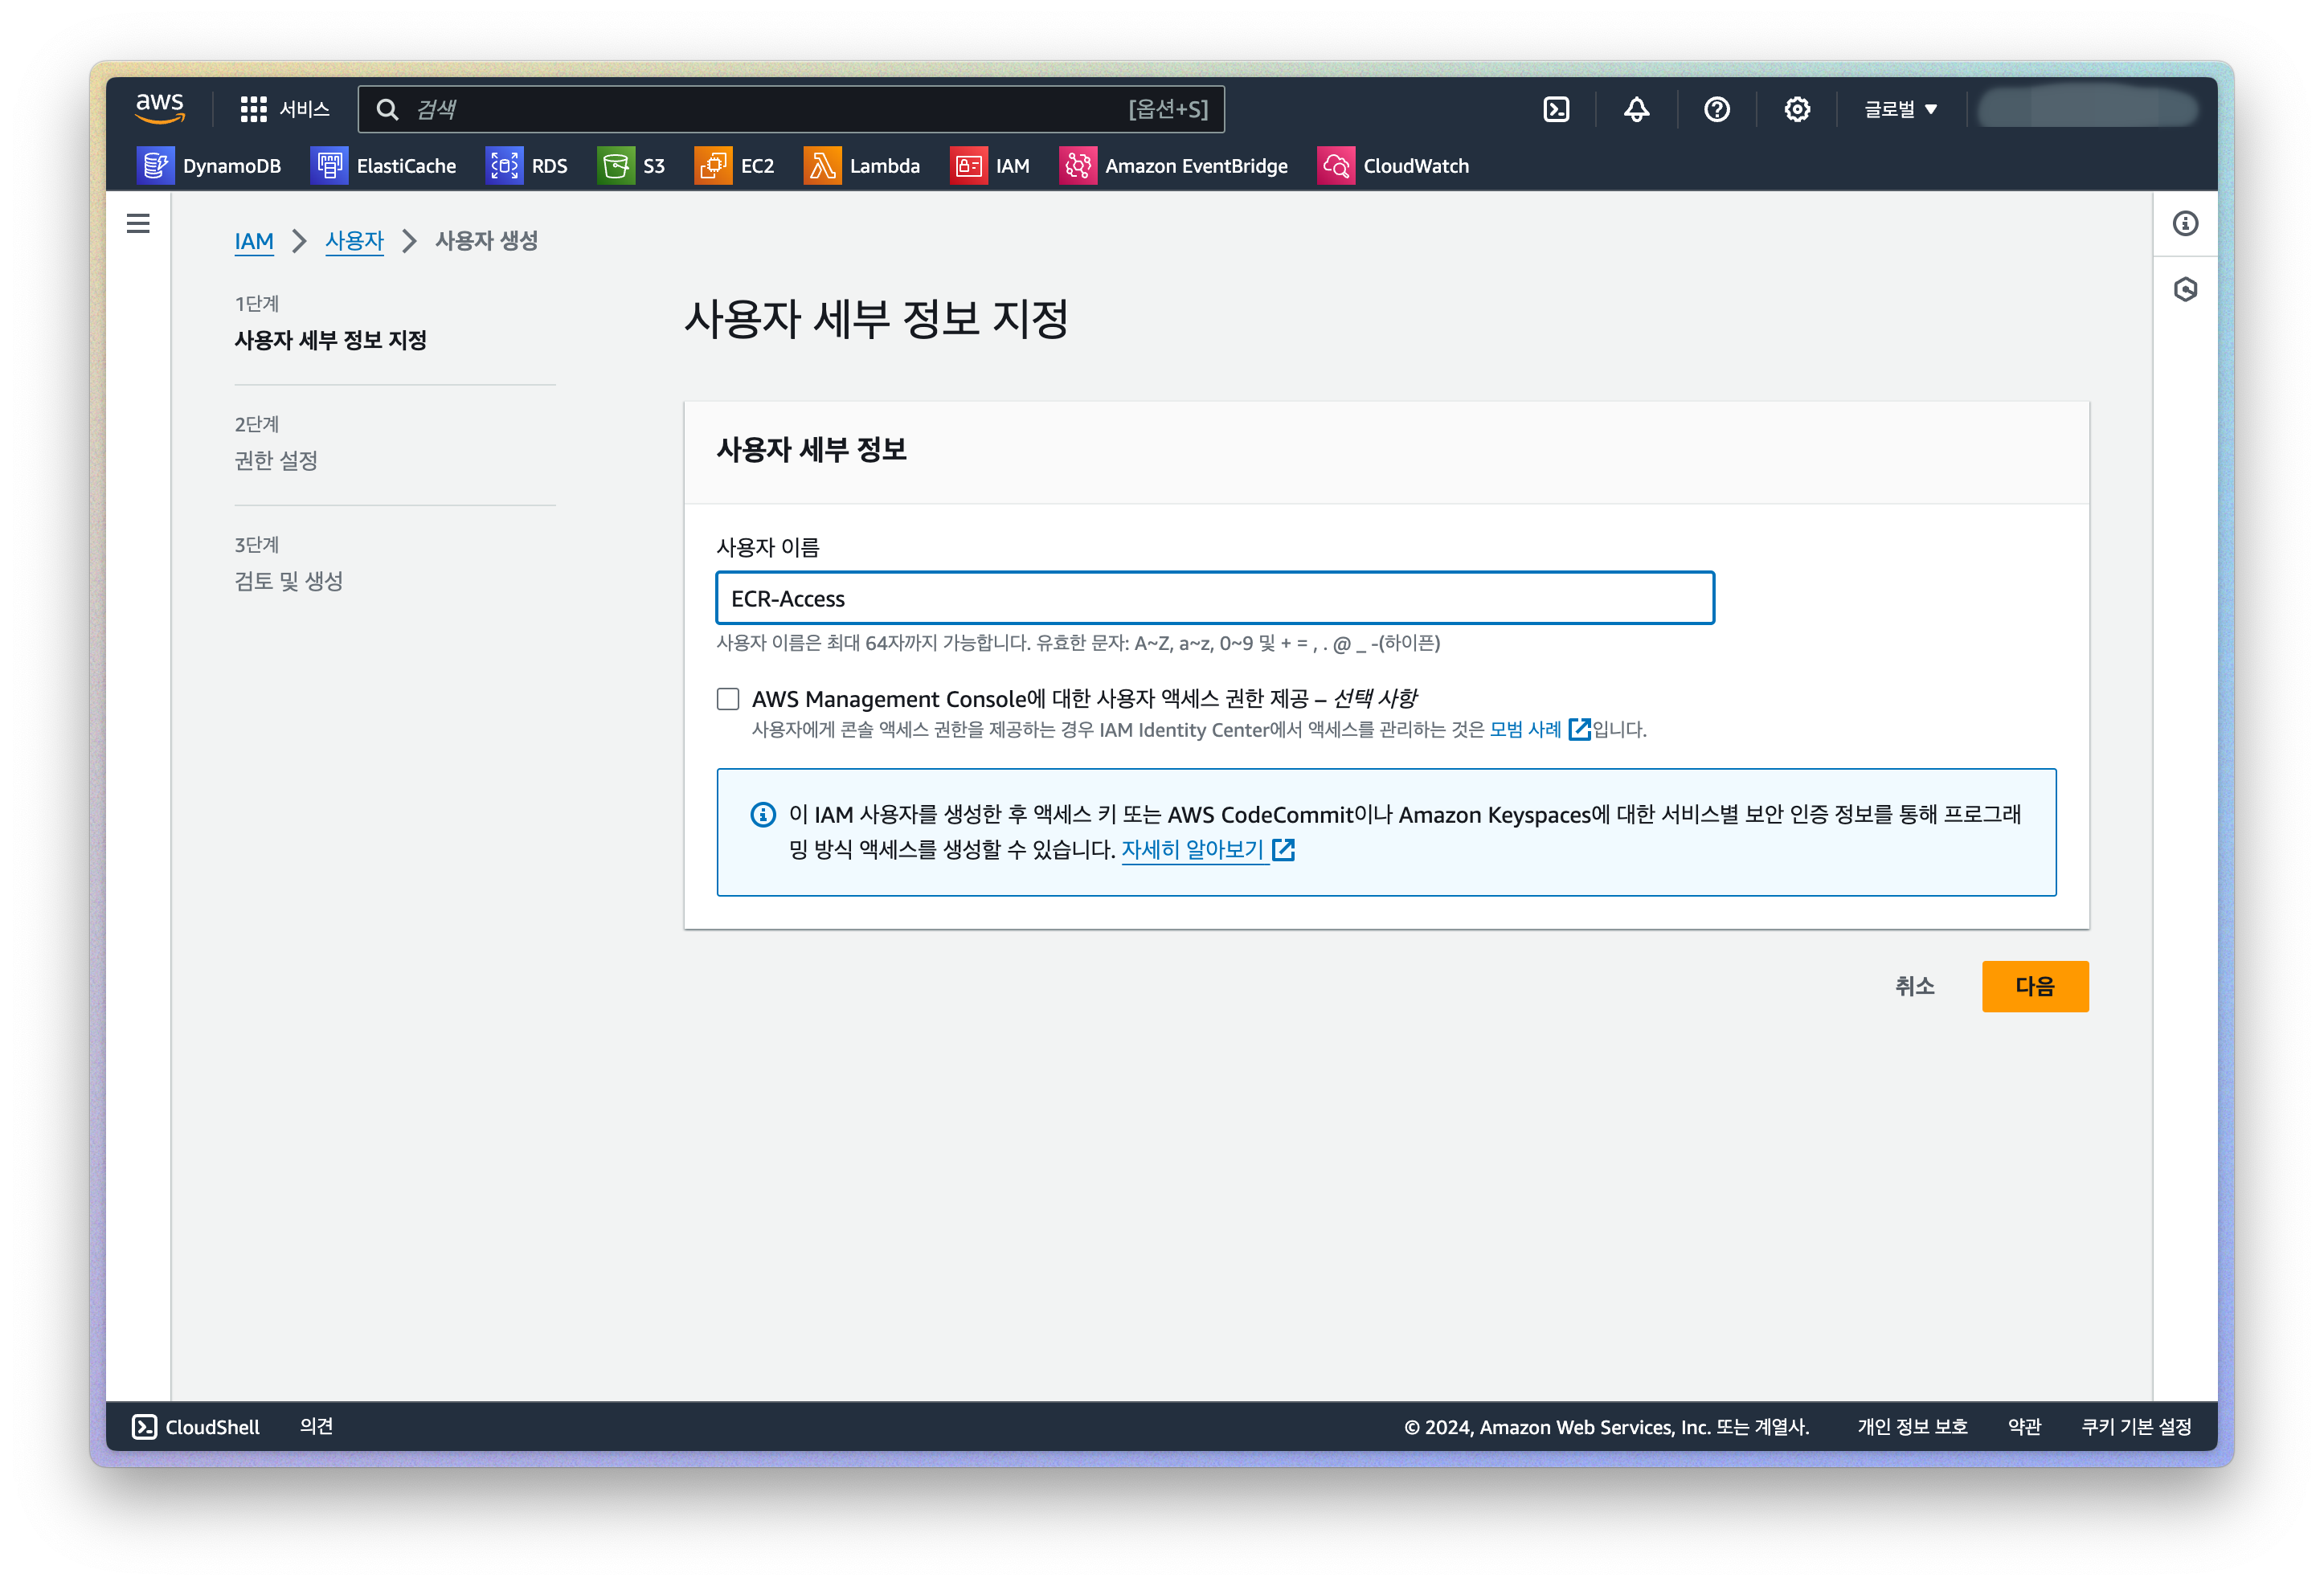 aws
서비스
검색
[옵션+S]
글로벌 ▼
DynamoDB
ElastiCache
RDS
S3
EC2
Lambda
IAM
Amazon EventBridge
CloudWatch
IAM > 사용자 > 사용자 생성
1단계
사용자 세부 정보 지정
2단계
권한 설정
3단계
검토 및 생성
사용자 세부 정보 지정
사용자 세부 정보
사용자 이름
ECR-Access
사용자 이름은 최대 64자까지 가능합니다. 유효한 문자: A~Z, a~z, 0~9 및 + = , . @ _ -(하이픈)
AWS Management Console에 대한 사용자 액세스 권한 제공 – 선택 사항
사용자에게 콘솔 액세스 권한을 제공하는 경우 IAM Identity Center에서 액세스를 관리하는 것은 모범 사례 입니다.
이 IAM 사용자를 생성한 후 액세스 키 또는 AWS CodeCommit이나 Amazon Keyspaces에 대한 서비스별 보안 인증 정보를 통해 프로그래
밍 방식 액세스를 생성할 수 있습니다. 자세히 알아보기
취소
다음
CloudShell
의견
© 2024, Amazon Web Services, Inc. 또는 계열사.
개인 정보 보호
약관
쿠키 기본 설정